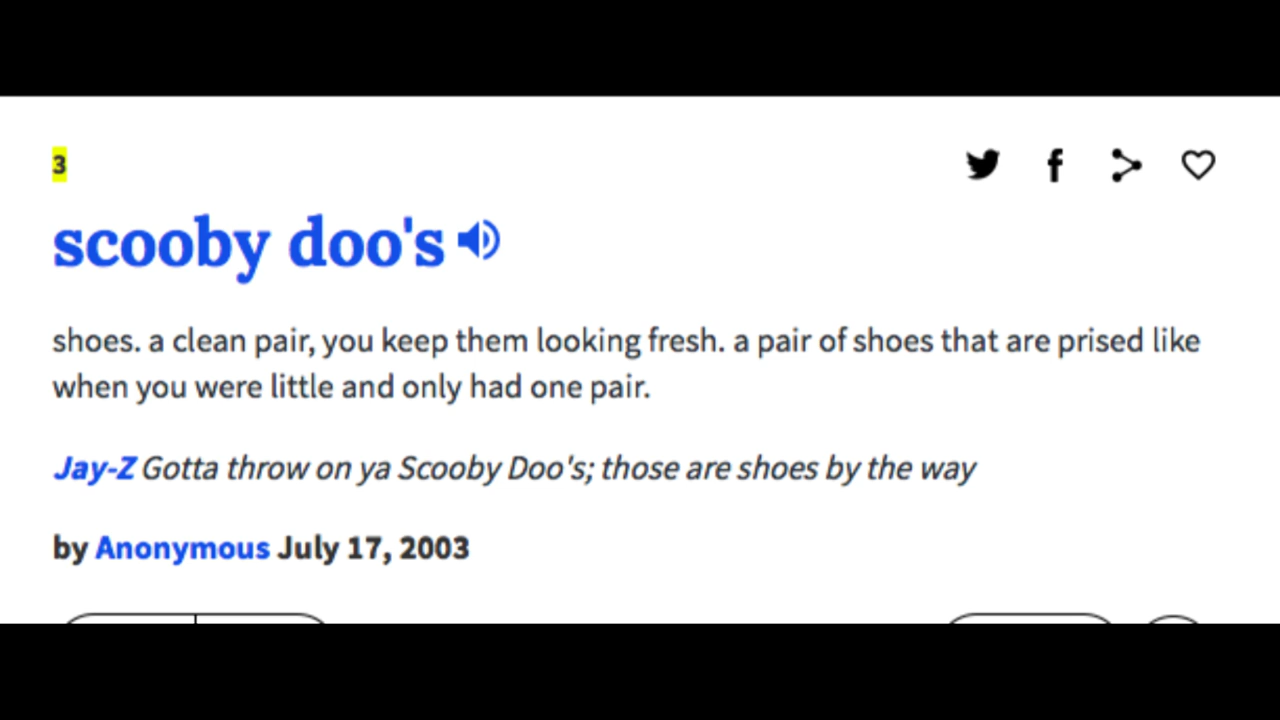 3
scooby doo's
shoes. a clean pair, you keep them looking fresh. a pair of shoes that are prised like
when you were little and only had one pair.
Jay-Z Gotta throw on ya Scooby Doo's; those are shoes by the way
by Anonymous July 17, 2003